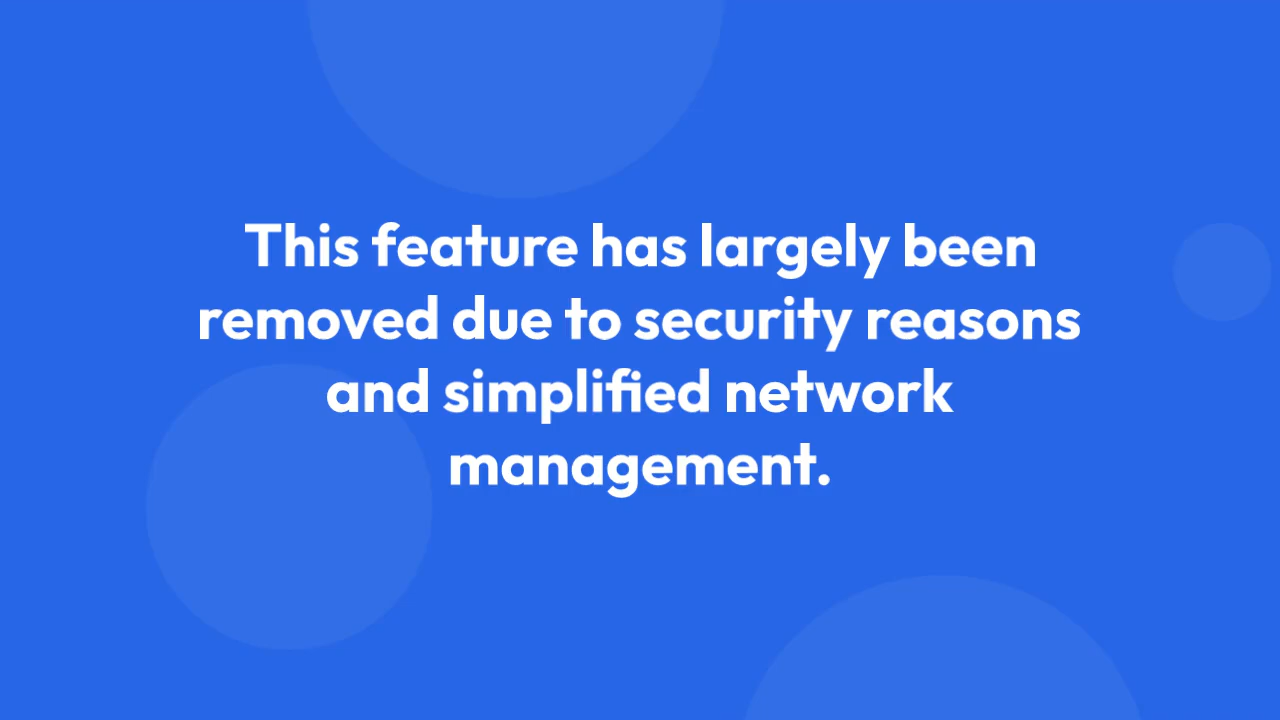 This feature has largely been
removed due to security reasons
and simplified network
management.